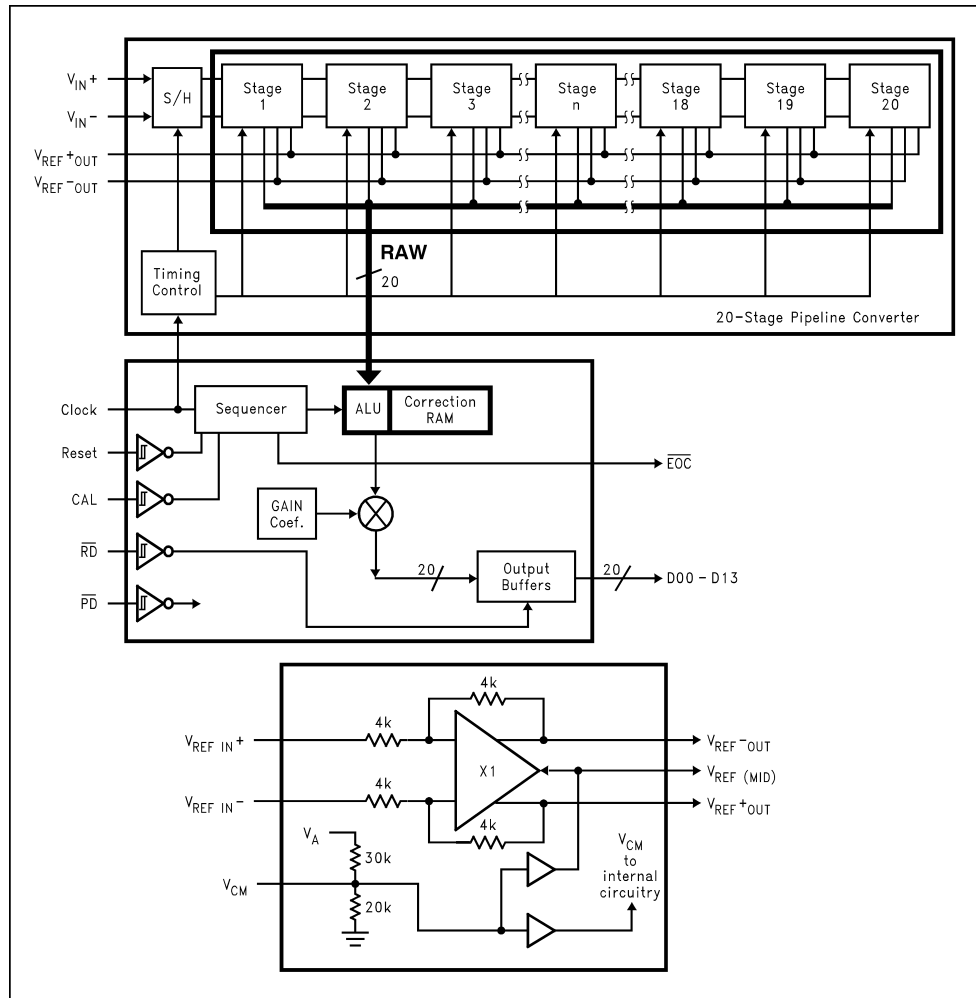 V_IN+
V_IN−
S/H
Stage 1
Stage 2
Stage 3
Stage n
Stage 18
Stage 19
Stage 20
V_REF+OUT
V_REF−OUT
RAW
20
Timing Control
20-Stage Pipeline Converter
Clock
Sequencer
ALU
Correction RAM
Reset
EOC
CAL
GAIN Coef.
RD
20
Output Buffers
20
D00 - D13
PD
4k
V_REF IN+
4k
V_REF−OUT
X1
V_REF (MID)
V_REF IN−
4k
V_REF+OUT
4k
V_A
30k
V_CM to internal circuitry
V_CM
20k